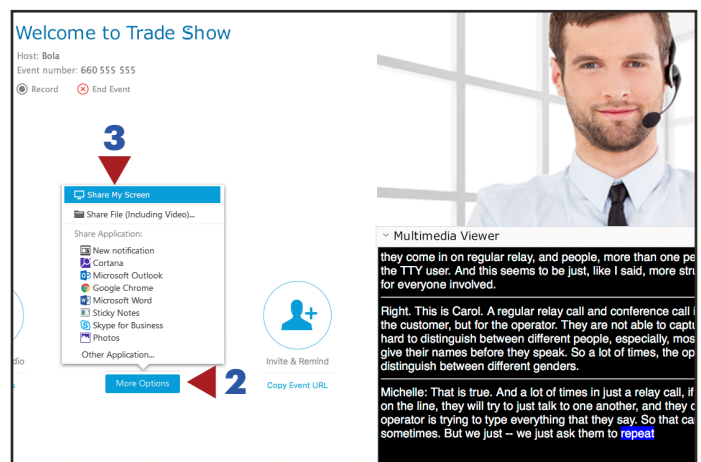 Welcome to Trade Show
Host: Bola
Event number: 660 555 555
Record End Event
3
Share My Screen
Share File (Including Video)...
Share Application:
New notification
Cortana
Microsoft Outlook
Google Chrome
Microsoft Word
Sticky Notes
Skype for Business
Photos
Other Application...
More Options
2
Invite & Remind
Copy Event URL
Multimedia Viewer
they come in on regular relay, and people, more than one pe
the TTY user. And this seems to be just, like I said, more stru
for everyone involved.
Right. This is Carol. A regular relay call and conference call i
the customer, but for the operator. They are not able to captu
hard to distinguish between different people, especially, mos
give their names before they speak. So a lot of times, the op
distinguish between different genders.
Michelle: That is true. And a lot of times in just a relay call, if
on the line, they will try to just talk to one another, and they
operator is trying to type everything that they say. So that ca
sometimes. But we just -- we just ask them to repeat